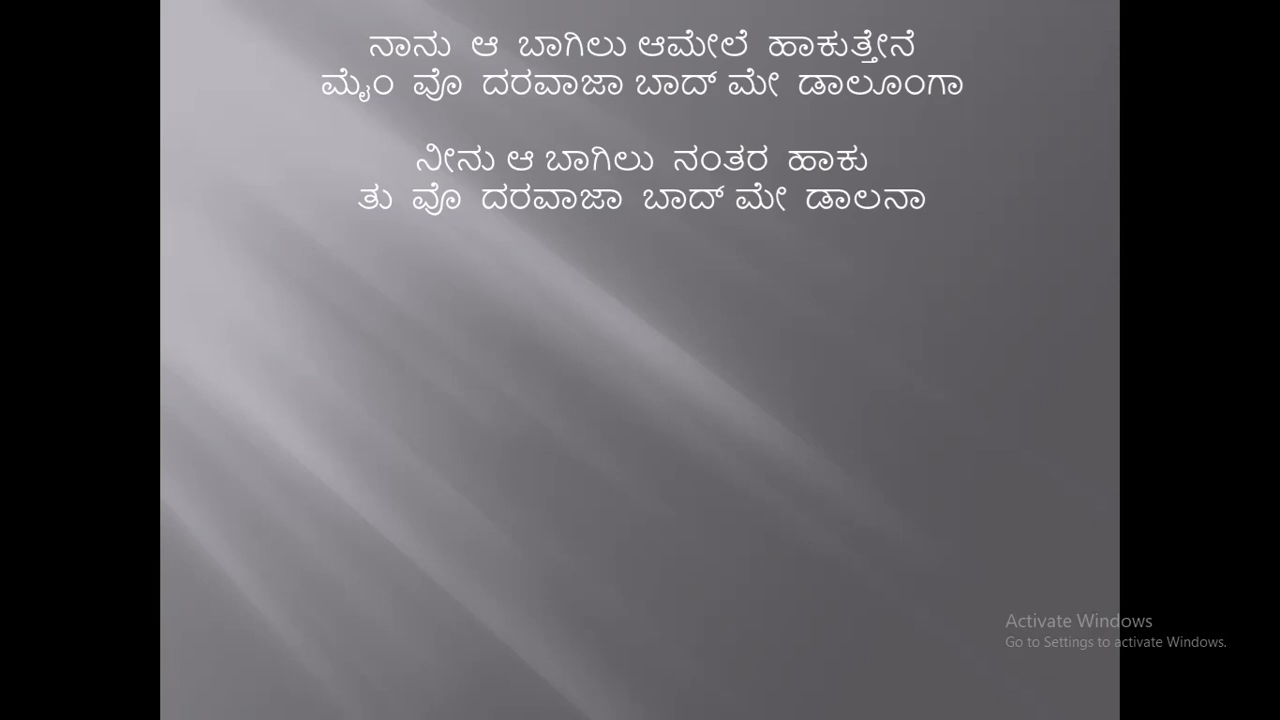 ನಾನು ಆ ಬಾಗಿಲು ಆಮೇಲೆ ಹಾಕುತ್ತೇನೆ
ಮೈಂ ವೊ ದರವಾಜಾ ಬಾದ್ ಮೇ ಡಾಲೂಂಗಾ
ನೀನು ಆ ಬಾಗಿಲು ನಂತರ ಹಾಕು
ತು ವೊ ದರವಾಜಾ ಬಾದ್ ಮೇ ಡಾಲನಾ
Activate Windows
Go to Settings to activate Windows.